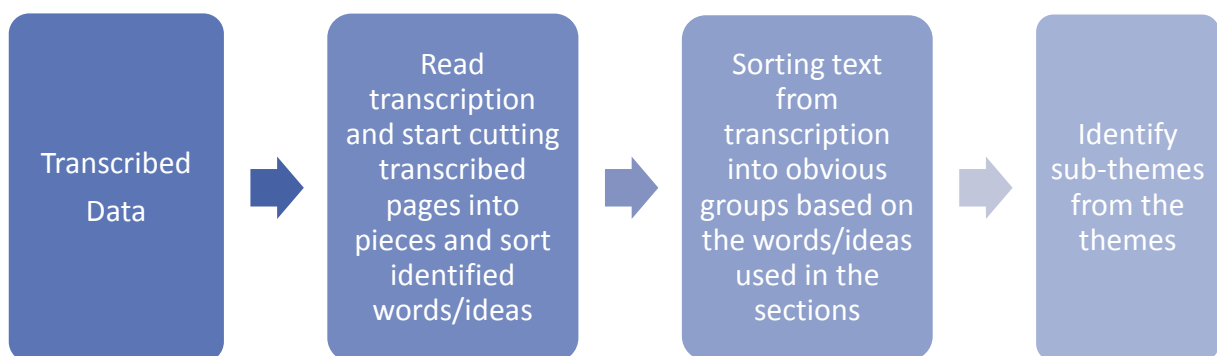 Transcribed
Data
Read
transcription
and start cutting
transcribed
pages into
pieces and sort
identified
words/ideas
Sorting text
from
transcription
into obvious
groups based on
the words/ideas
used in the
sections
Identify
sub-themes
from the
themes